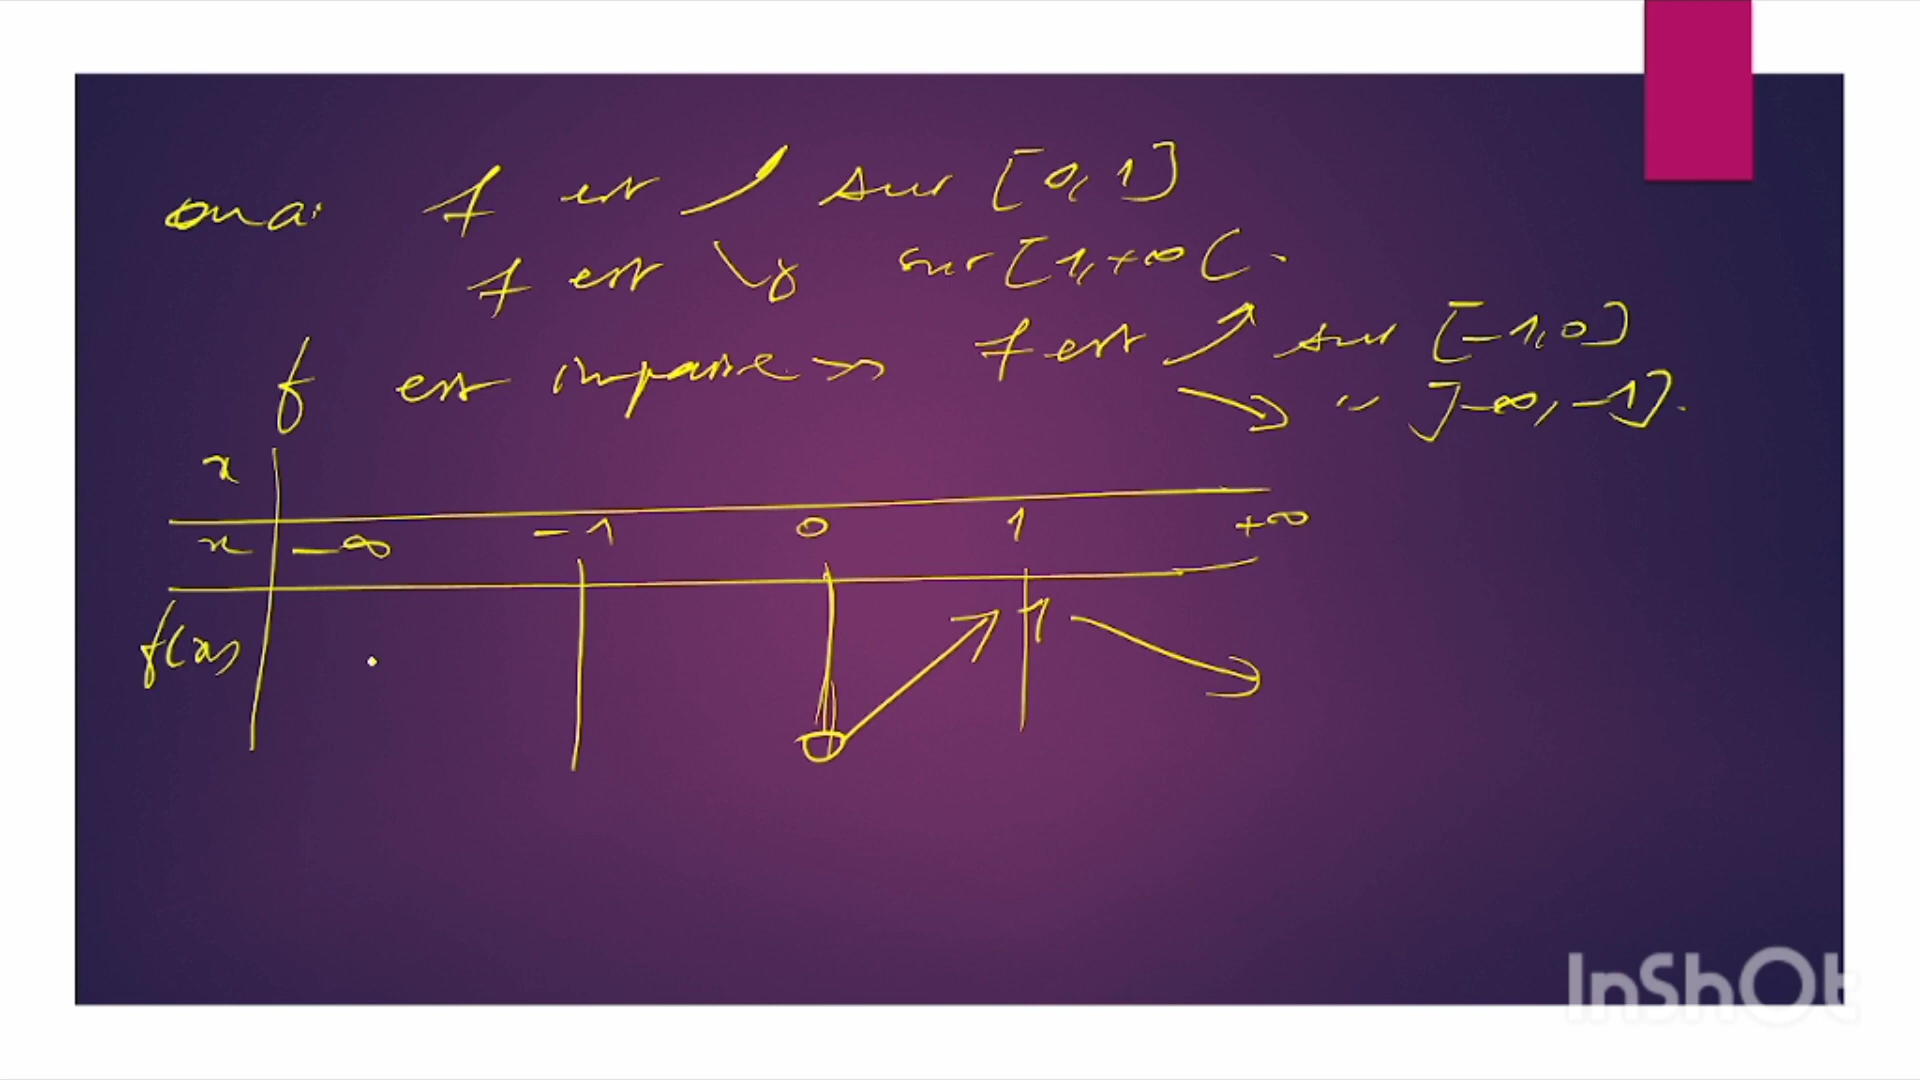 on a: f est ↗ sur [0,1]
f est ↘ sur [1,+∞[.
f est impaire => f est ↗ sur [-1,0]
↘ " ]-∞,-1].
x
x -∞ -1 0 1 +∞
f(x) 1
0
InShOt